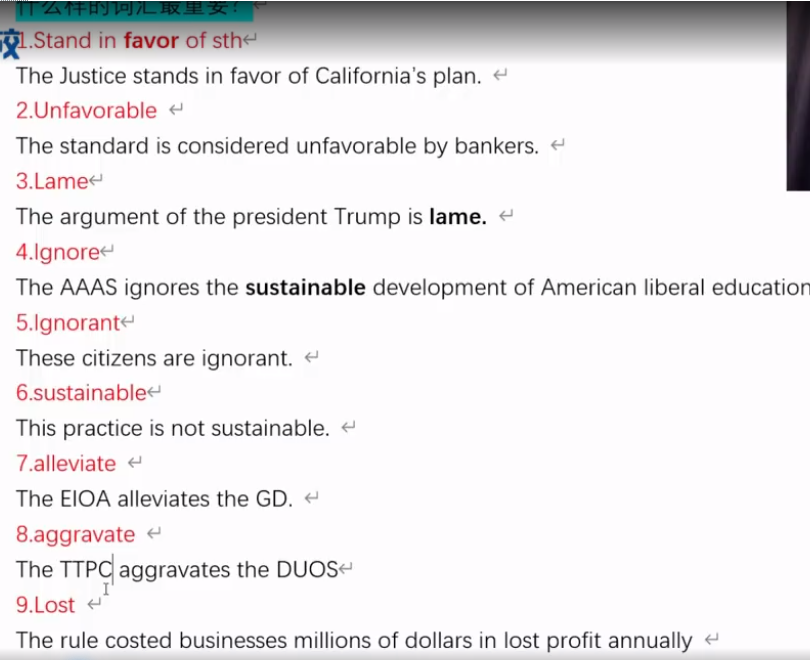 什么样的词汇最重要？
校
1.Stand in favor of sth
The Justice stands in favor of California's plan.
2.Unfavorable
The standard is considered unfavorable by bankers.
3.Lame
The argument of the president Trump is lame.
4.Ignore
The AAAS ignores the sustainable development of American liberal education
5.Ignorant
These citizens are ignorant.
6.sustainable
This practice is not sustainable.
7.alleviate
The EIOA alleviates the GD.
8.aggravate
The TTPC aggravates the DUOS
9.Lost
The rule costed businesses millions of dollars in lost profit annually